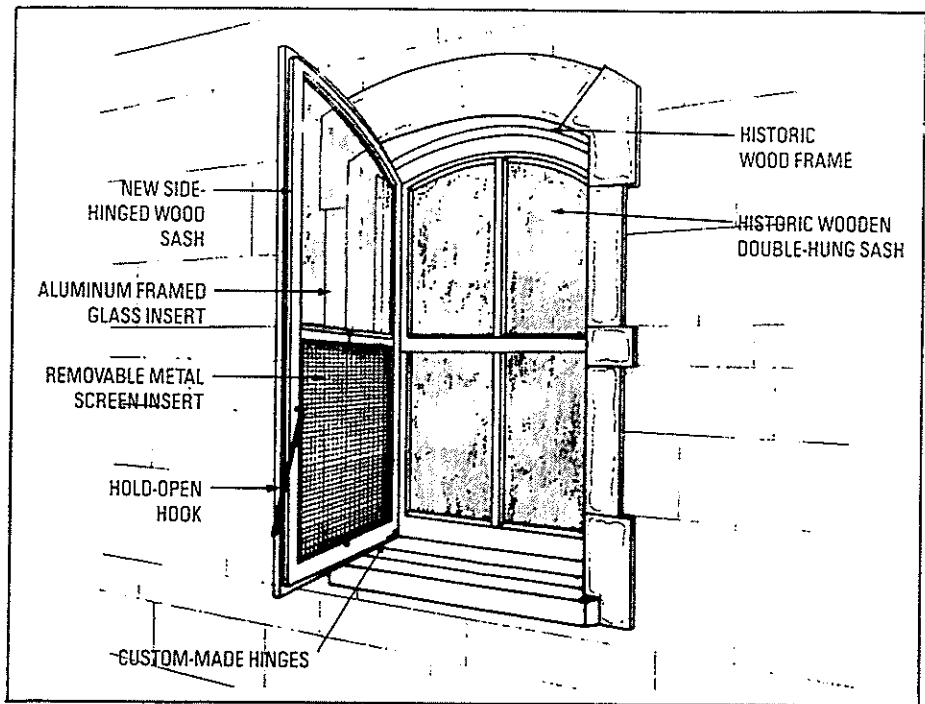 NEW SIDE-
HINGED WOOD
SASH
ALUMINUM FRAMED
GLASS INSERT
REMOVABLE METAL
SCREEN INSERT
HOLD-OPEN
HOOK
CUSTOM-MADE HINGES
HISTORIC
WOOD FRAME
HISTORIC WOODEN
DOUBLE-HUNG SASH